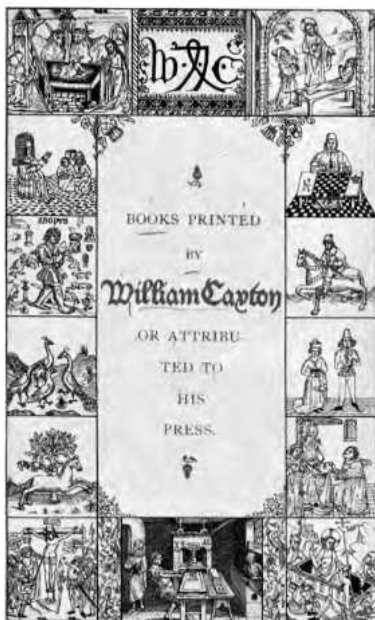 W C
BOOKS PRINTED
BY
William Caxton
OR ATTRIBU-
TED TO
HIS
PRESS.